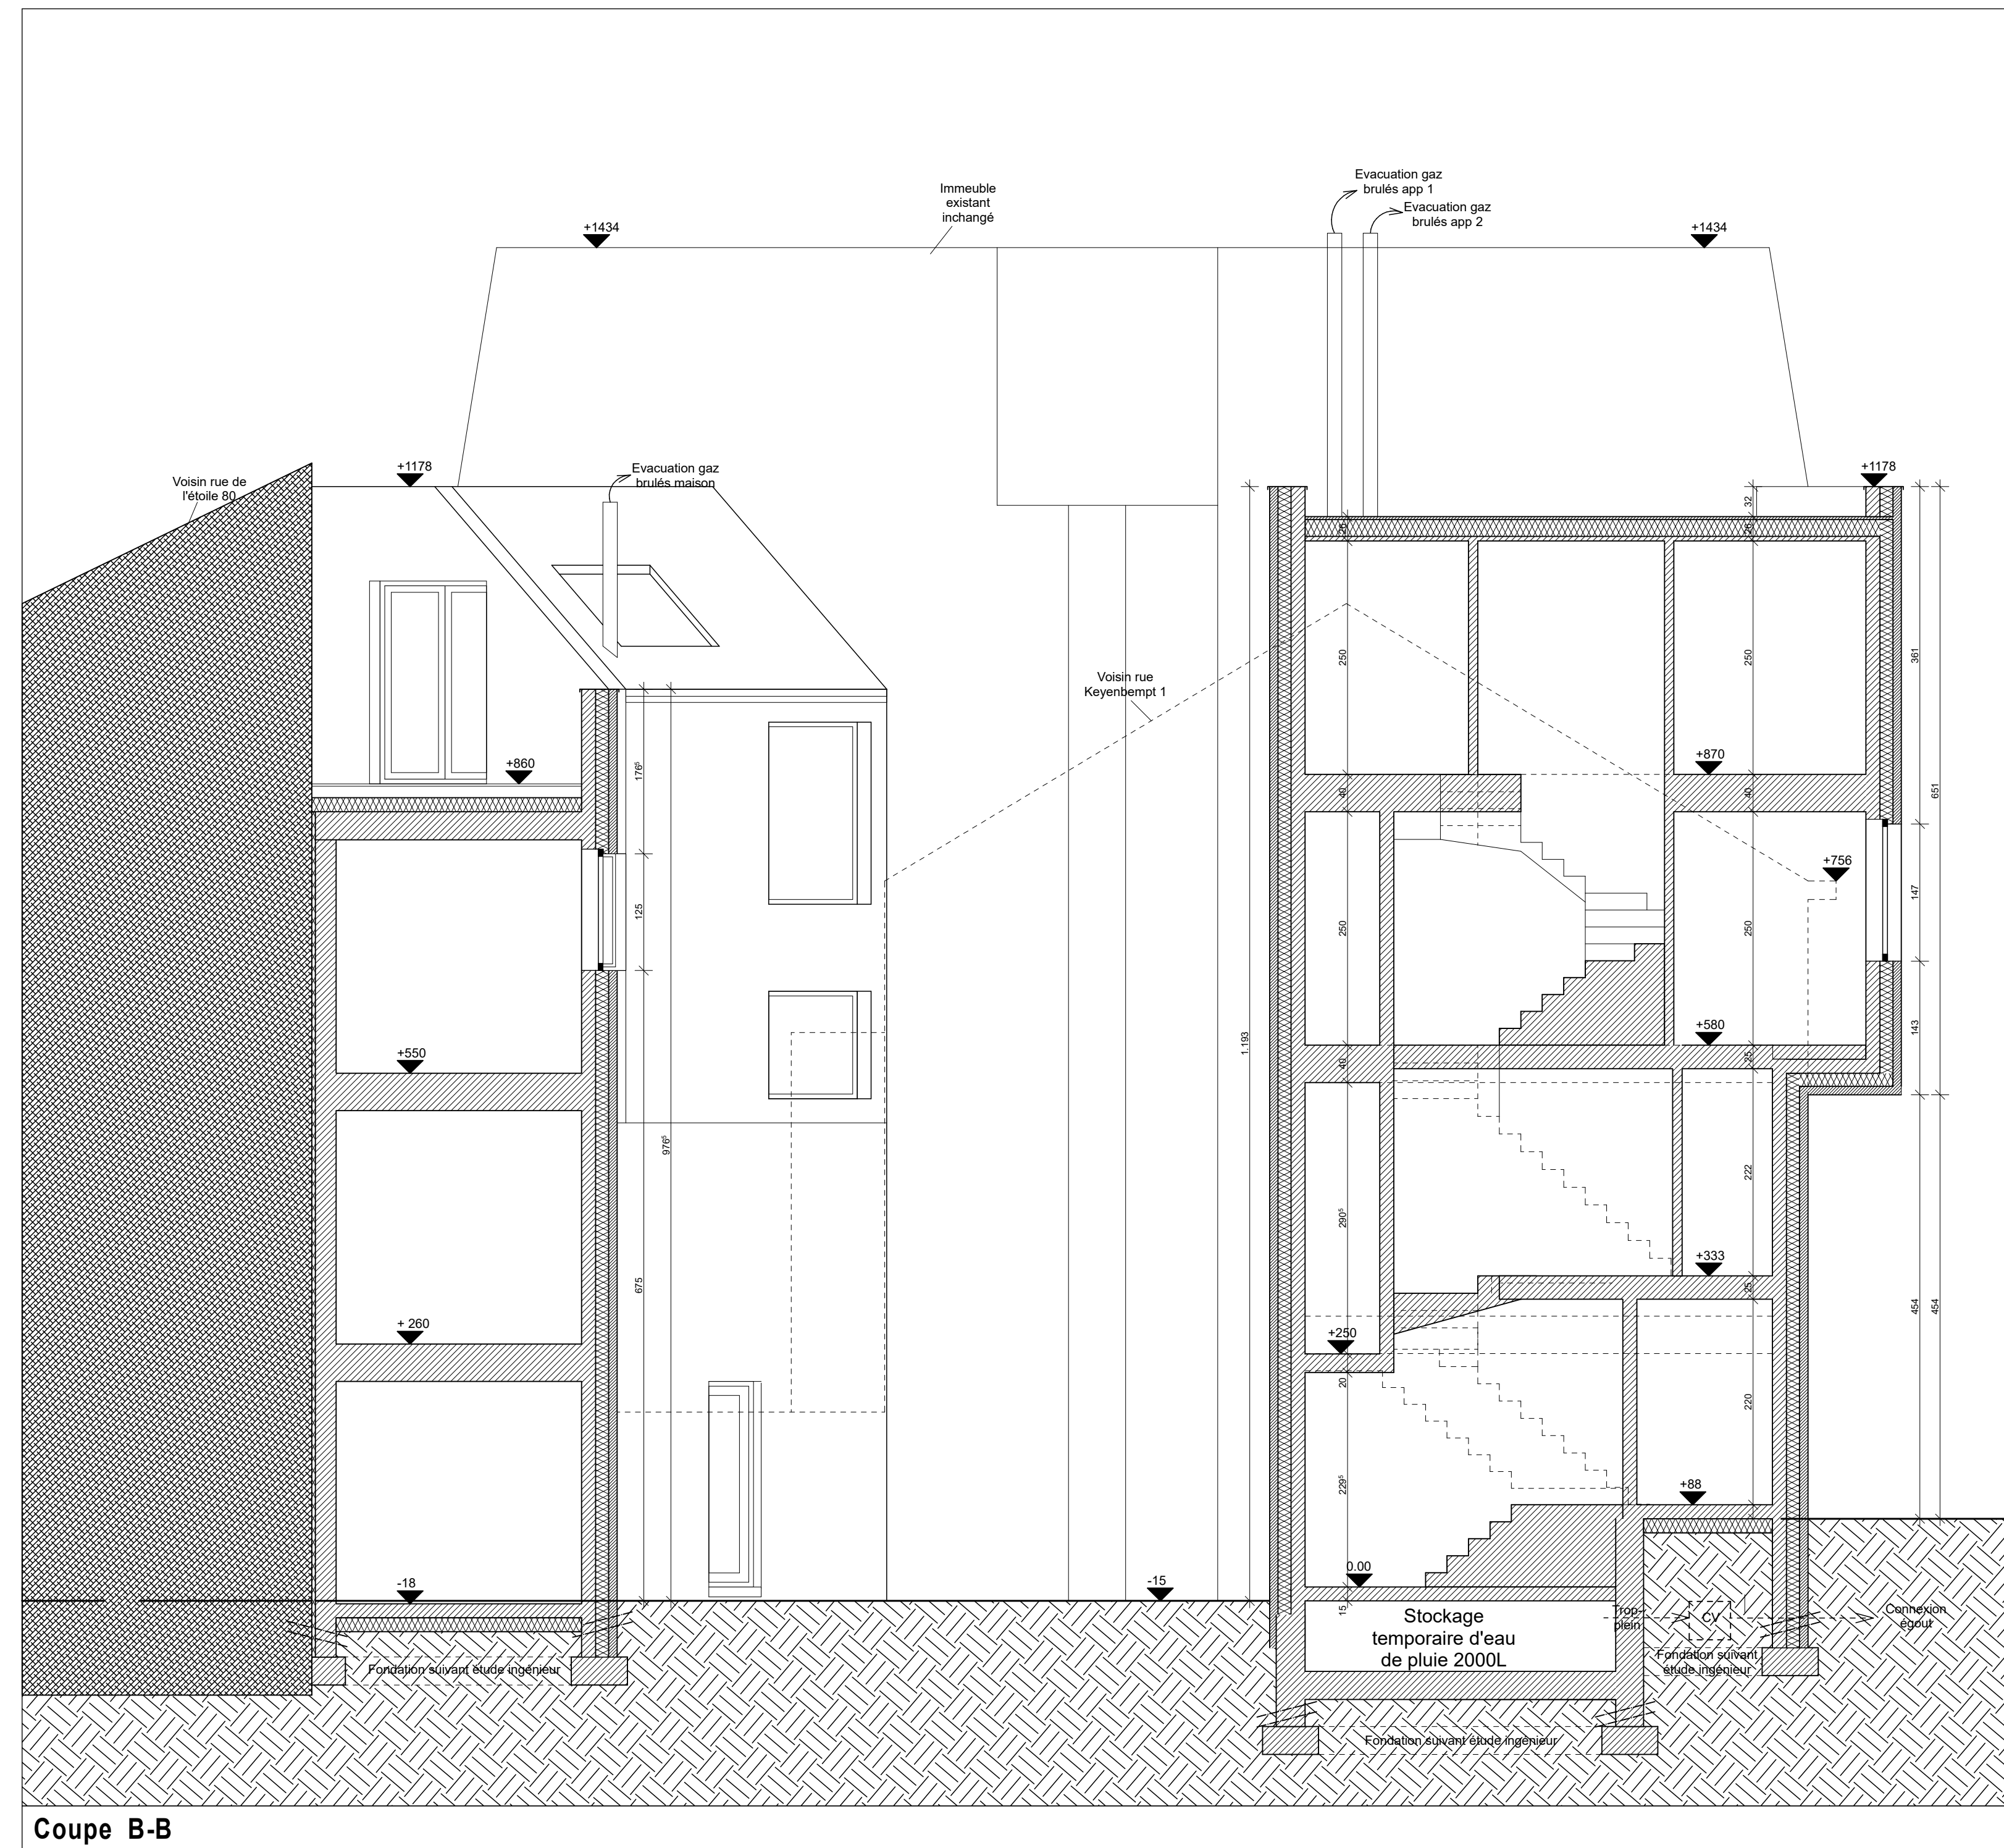 Evacuation gaz
brulés app 1
Evacuation gaz
brulés app 2
Immeuble
existant
inchangé
+1434
+1434
Voisin rue de
l'étoile 80
+1178
Evacuation gaz
brulés maison
+1178
32
26
26
Voisin rue
Keyenbempt 1
250
250
361
+860
176⁵
+870
40
40
651
+756
125
250
250
147
+550
+580
143
1.193
40
25
976⁵
290⁵
222
675
+333
25
454
454
+ 260
+250
20
220
229⁵
+88
-18
-15
0.00
15
Stockage
temporaire d'eau
de pluie 2000L
Trop-
plein
CV
Connexion
égout
Fondation suivant étude ingénieur
Fondation suivant
étude ingénieur
Fondation suivant étude ingénieur
Coupe B-B